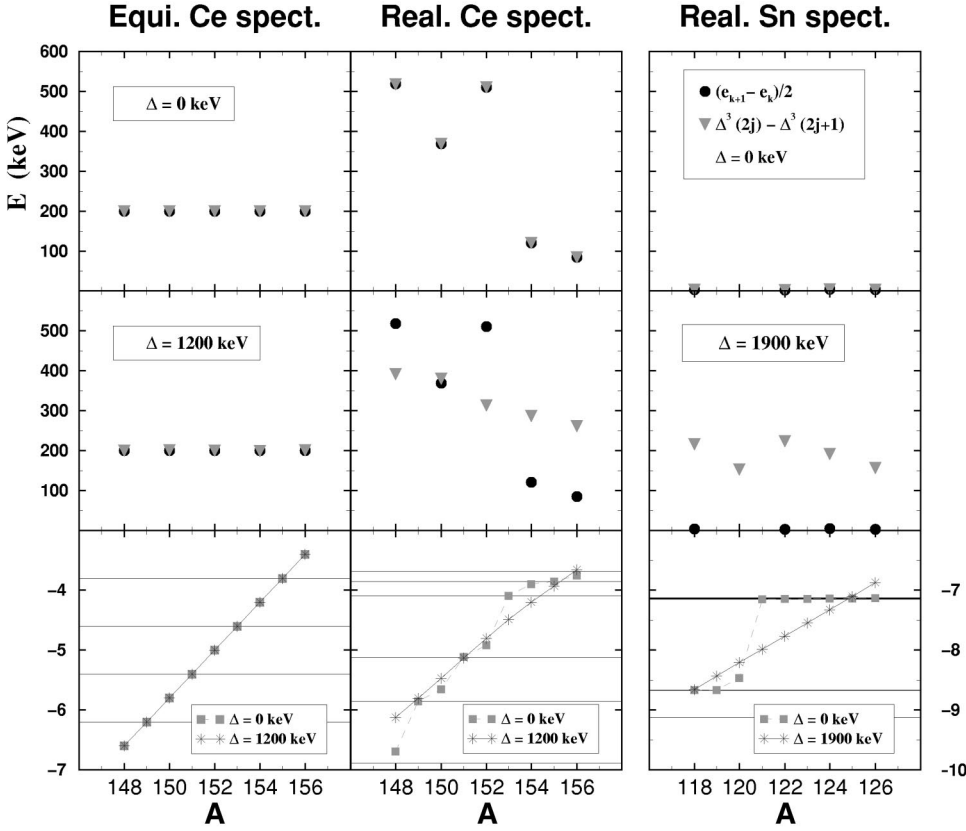 Equi. Ce spect. Real. Ce spect. Real. Sn spect.
E (keV)
600
500
400
300
200
100
Δ = 0 keV
(e_{k+1} − e_k)/2
Δ³ (2j) − Δ³ (2j+1)
Δ = 0 keV
500
400
300
200
100
Δ = 1200 keV
Δ = 1900 keV
−4
−5
−6
−7
Δ = 0 keV
Δ = 1200 keV
Δ = 0 keV
Δ = 1200 keV
Δ = 0 keV
Δ = 1900 keV
−7
−8
−9
−10
148 150 152 154 156
148 150 152 154 156
118 120 122 124 126
A A A